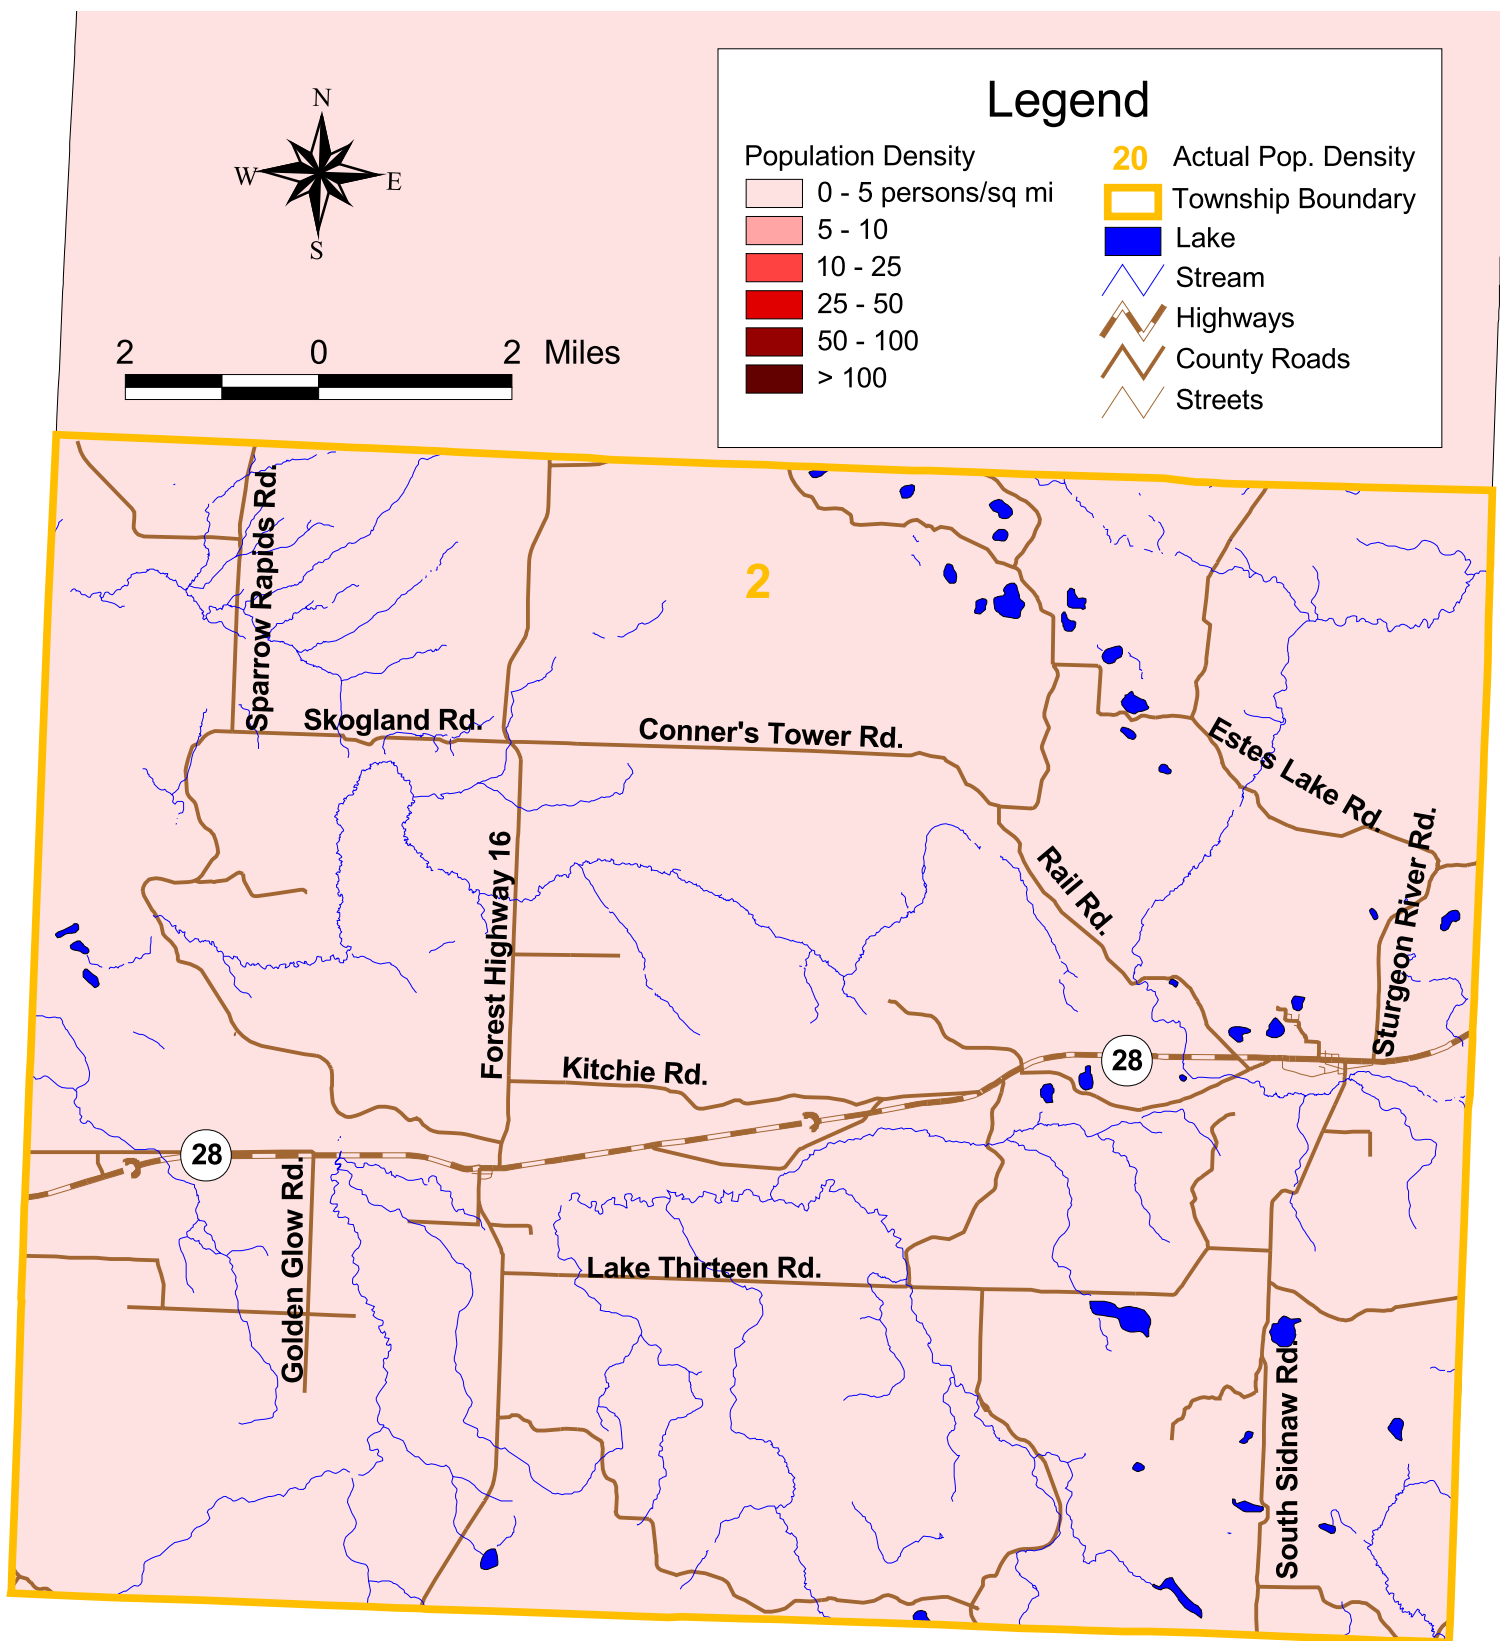 Legend
Population Density
0 - 5 persons/sq mi
5 - 10
10 - 25
25 - 50
50 - 100
> 100
20 Actual Pop. Density
Township Boundary
Lake
Stream
Highways
County Roads
Streets
N
W E
S
2 0 2 Miles
2
Sparrow Rapids Rd.
Skogland Rd.
Conner's Tower Rd.
Estes Lake Rd.
Sturgeon River Rd.
Rail Rd.
Forest Highway 16
Kitchie Rd.
28
28
Golden Glow Rd.
Lake Thirteen Rd.
South Sidnaw Rd.